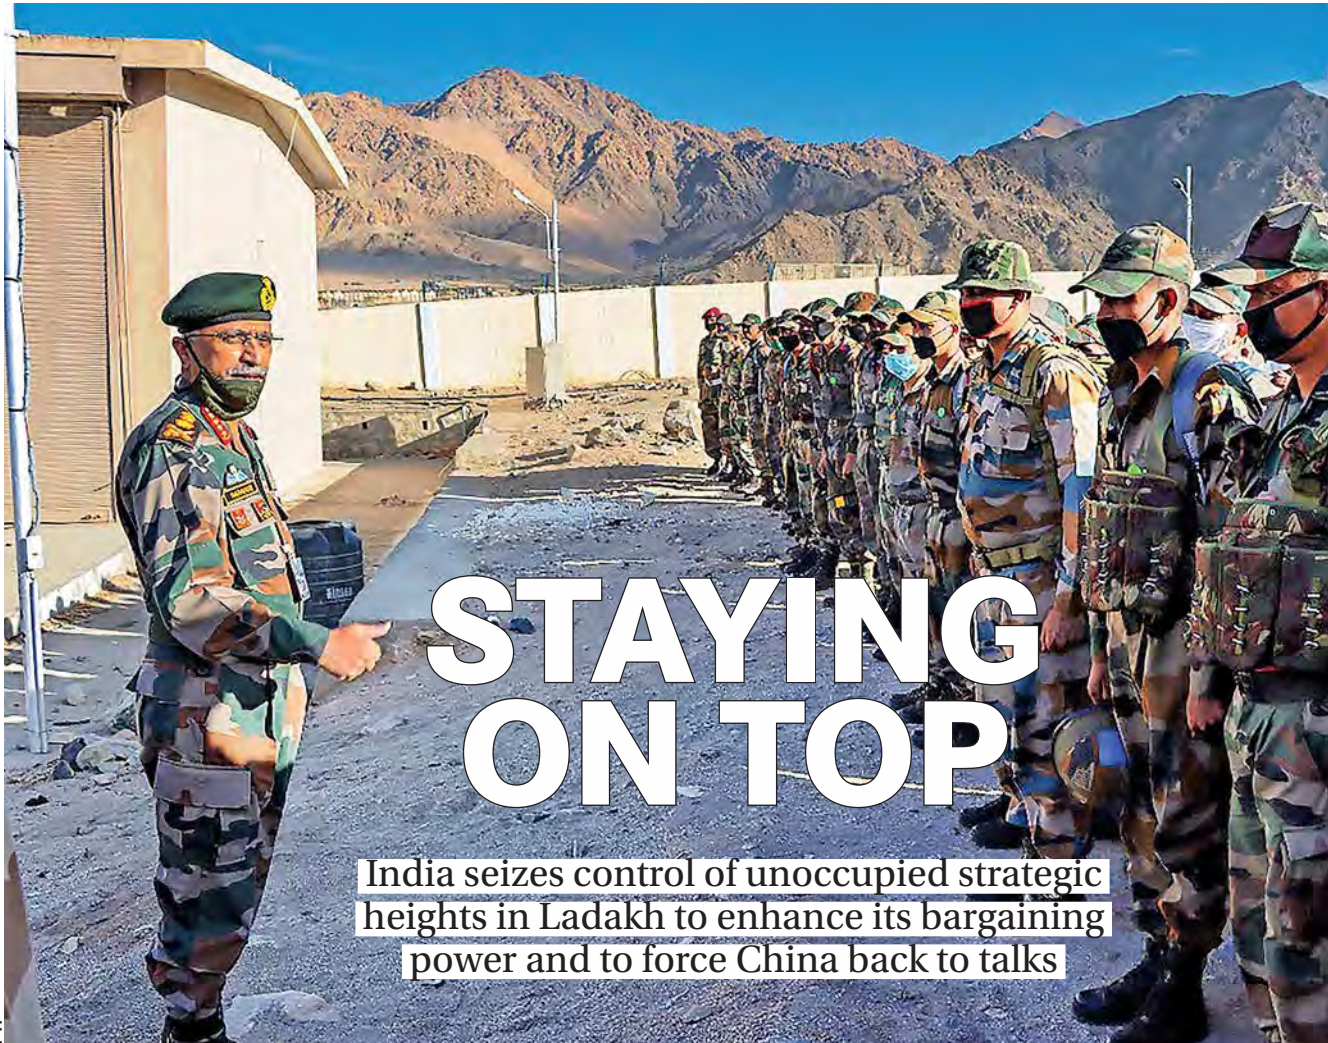 STAYING
ON TOP
India seizes control of unoccupied strategic
heights in Ladakh to enhance its bargaining
power and to force China back to talks